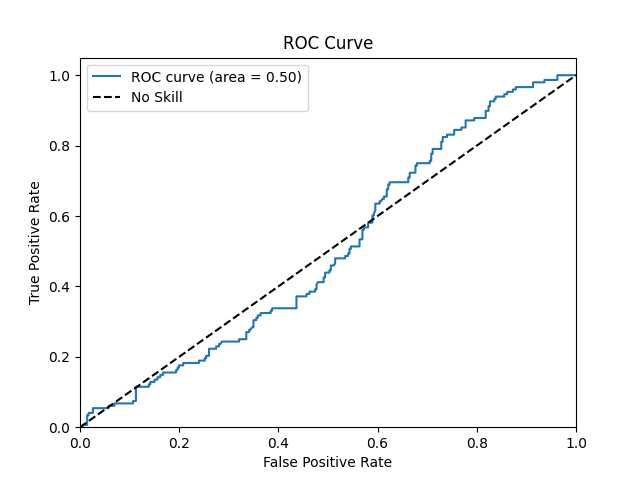 ROC Curve
ROC curve (area = 0.50)
No Skill
True Positive Rate
1.0
0.8
0.6
0.4
0.2
0.0
0.0 0.2 0.4 0.6 0.8 1.0
False Positive Rate